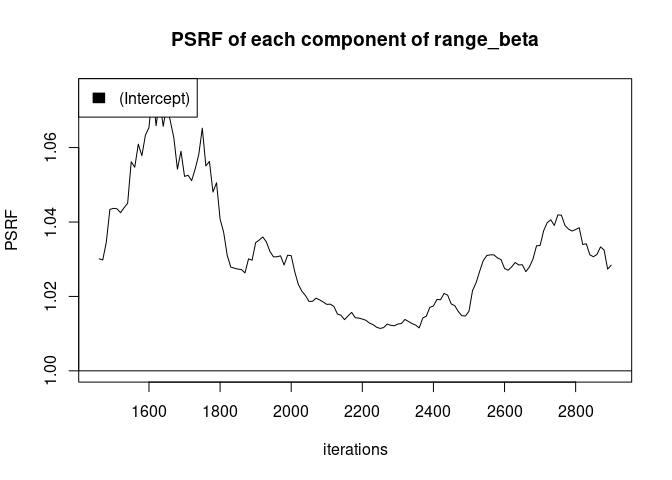 PSRF of each component of range_beta
(Intercept)
PSRF
1.06
1.04
1.02
1.00
1600 1800 2000 2200 2400 2600 2800
iterations